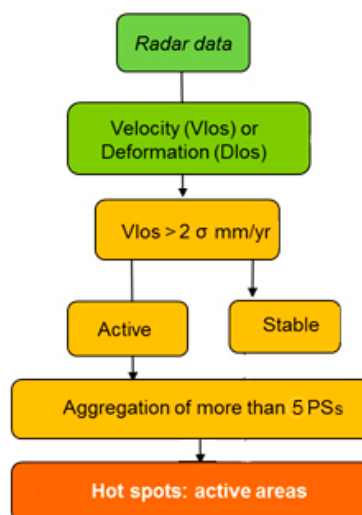 Radar data
Velocity (Vlos) or
Deformation (Dlos)
Vlos > 2 σ mm/yr
Active
Stable
Aggregation of more than 5 PSs
Hot spots: active areas